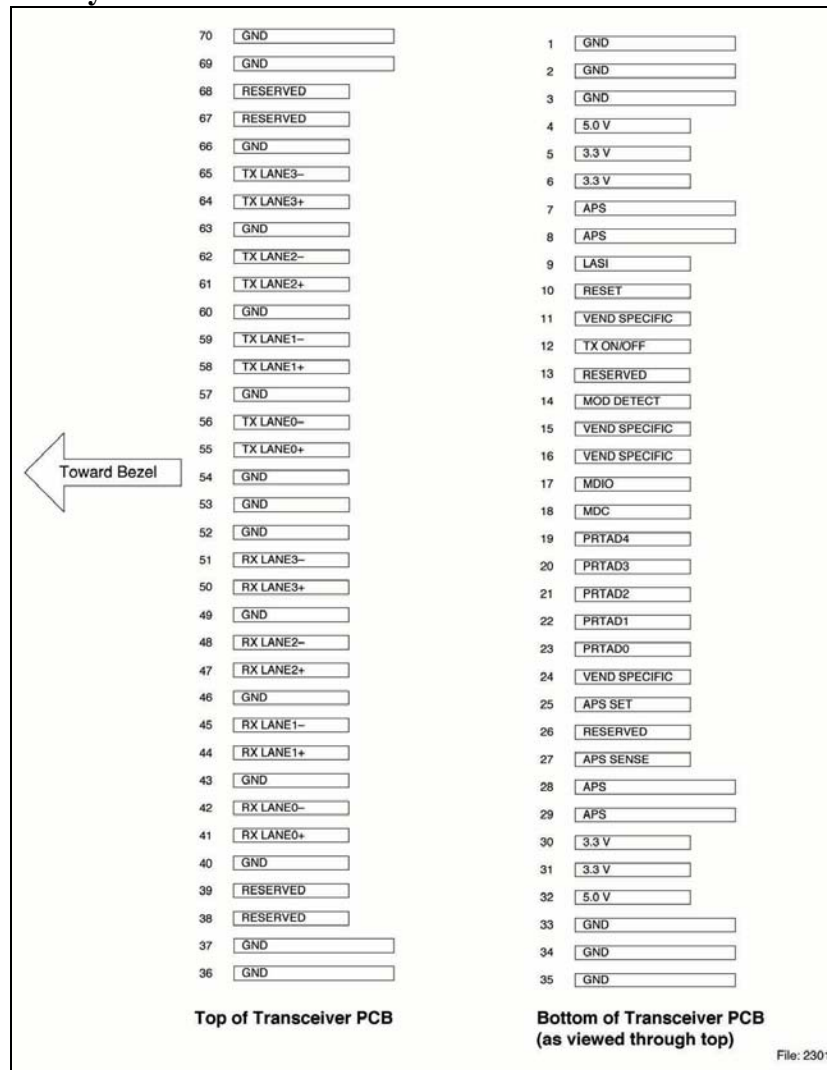 70 GND
69 GND
68 RESERVED
67 RESERVED
66 GND
65 TX LANE3–
64 TX LANE3+
63 GND
62 TX LANE2–
61 TX LANE2+
60 GND
59 TX LANE1–
58 TX LANE1+
57 GND
56 TX LANE0–
55 TX LANE0+
54 GND
53 GND
52 GND
51 RX LANE3–
50 RX LANE3+
49 GND
48 RX LANE2–
47 RX LANE2+
46 GND
45 RX LANE1–
44 RX LANE1+
43 GND
42 RX LANE0–
41 RX LANE0+
40 GND
39 RESERVED
38 RESERVED
37 GND
36 GND
Toward Bezel
Top of Transceiver PCB
1 GND
2 GND
3 GND
4 5.0 V
5 3.3 V
6 3.3 V
7 APS
8 APS
9 LASI
10 RESET
11 VEND SPECIFIC
12 TX ON/OFF
13 RESERVED
14 MOD DETECT
15 VEND SPECIFIC
16 VEND SPECIFIC
17 MDIO
18 MDC
19 PRTAD4
20 PRTAD3
21 PRTAD2
22 PRTAD1
23 PRTAD0
24 VEND SPECIFIC
25 APS SET
26 RESERVED
27 APS SENSE
28 APS
29 APS
30 3.3 V
31 3.3 V
32 5.0 V
33 GND
34 GND
35 GND
Bottom of Transceiver PCB
(as viewed through top)
File: 2301